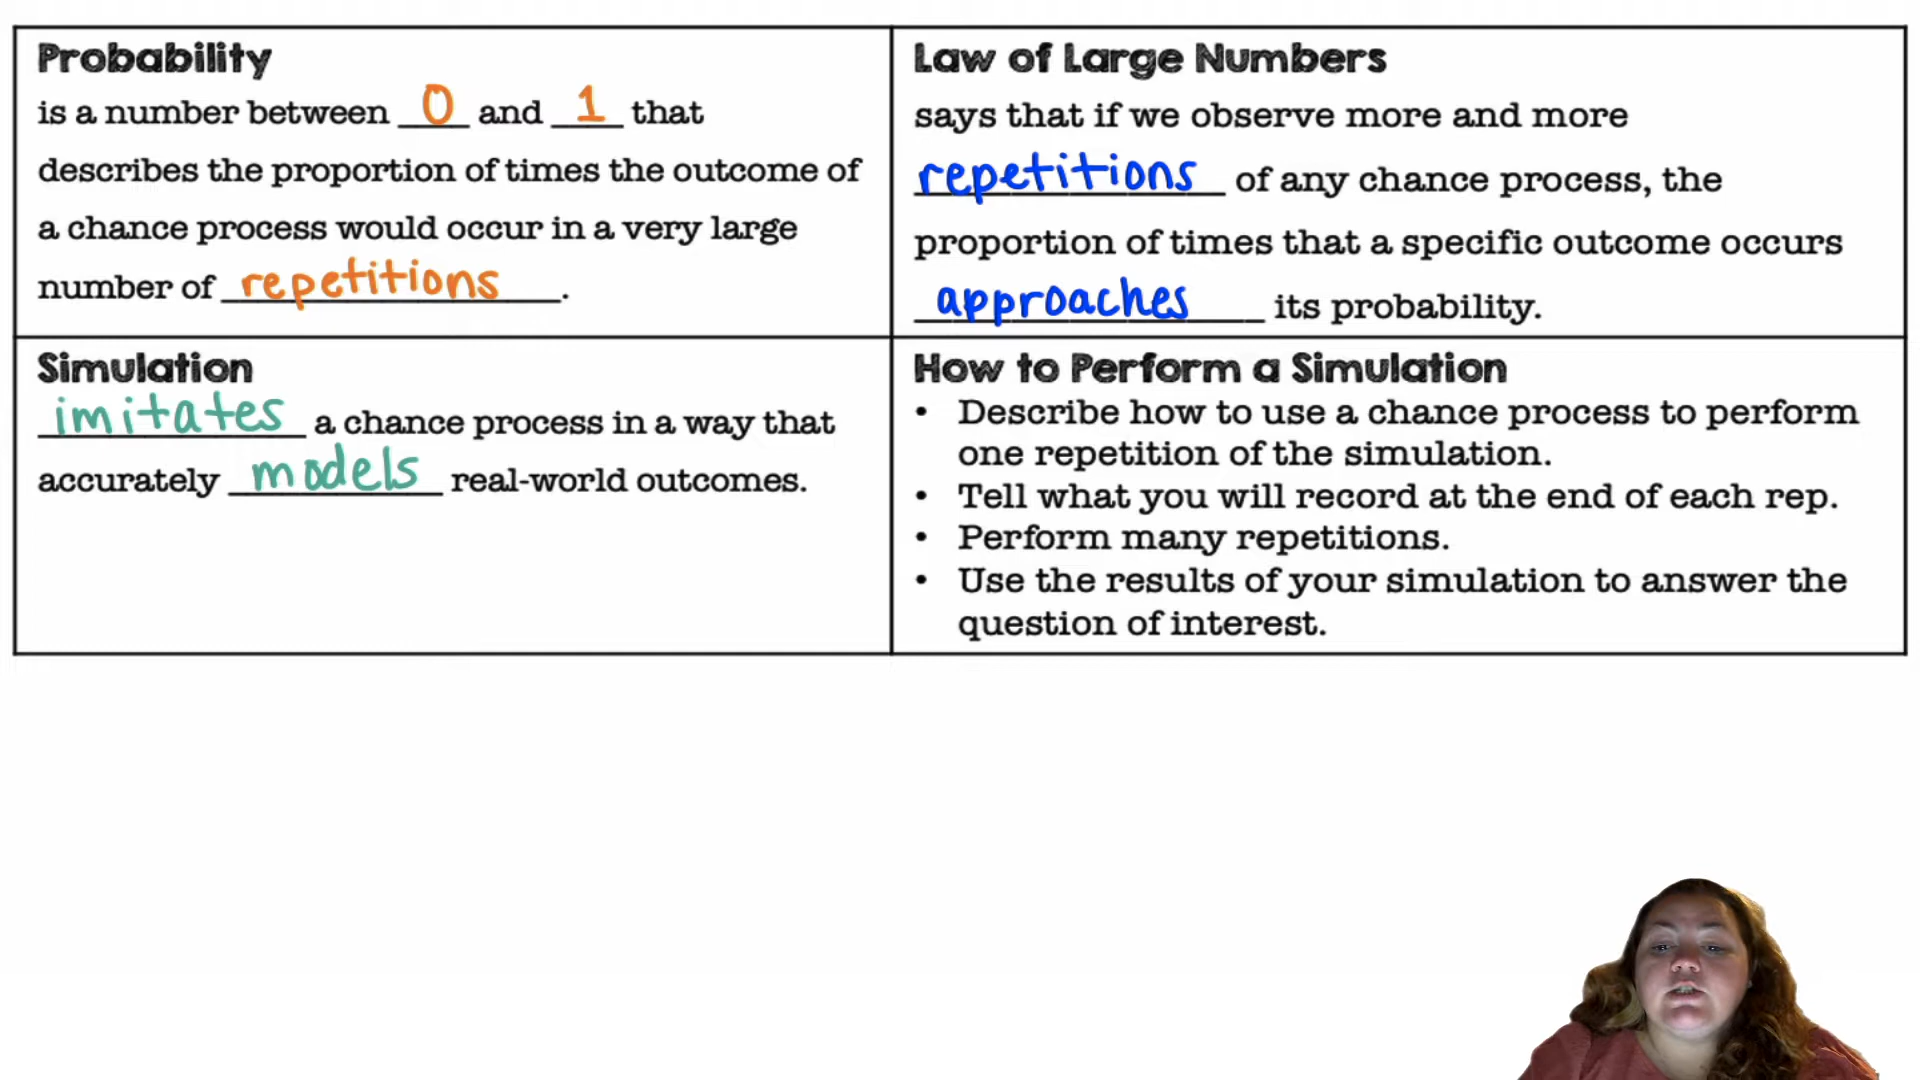 Probability
is a number between 0 and 1 that
describes the proportion of times the outcome of
a chance process would occur in a very large
number of repetitions.
Law of Large Numbers
says that if we observe more and more
repetitions of any chance process, the
proportion of times that a specific outcome occurs
approaches its probability.
Simulation
imitates a chance process in a way that
accurately models real-world outcomes.
How to Perform a Simulation
• Describe how to use a chance process to perform
one repetition of the simulation.
• Tell what you will record at the end of each rep.
• Perform many repetitions.
• Use the results of your simulation to answer the
question of interest.